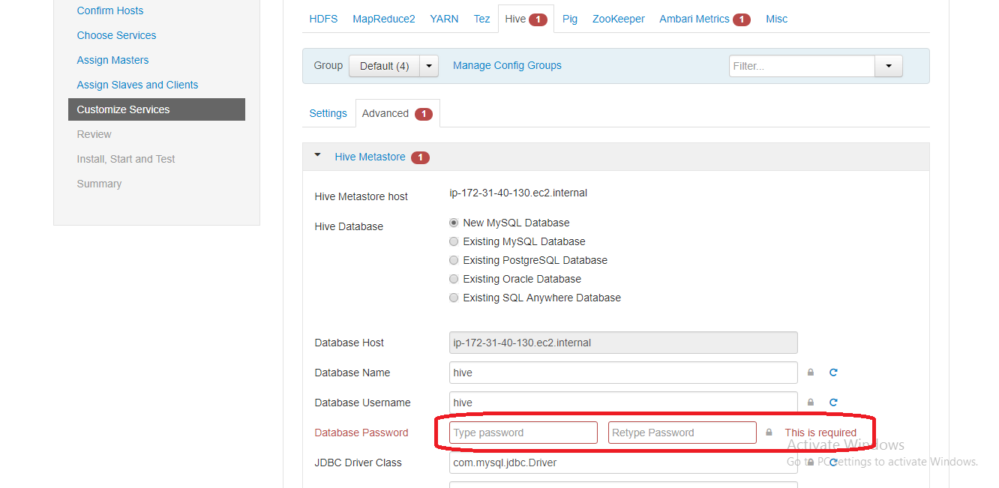 Confirm Hosts
Choose Services
Assign Masters
Assign Slaves and Clients
Customize Services
Review
Install, Start and Test
Summary
HDFS MapReduce2 YARN Tez Hive 1 Pig ZooKeeper Ambari Metrics 1 Misc
Group Default (4) Manage Config Groups Filter...
Settings Advanced 1
Hive Metastore 1
Hive Metastore host ip-172-31-40-130.ec2.internal
Hive Database New MySQL Database
Existing MySQL Database
Existing PostgreSQL Database
Existing Oracle Database
Existing SQL Anywhere Database
Database Host ip-172-31-40-130.ec2.internal
Database Name hive
Database Username hive
Database Password Type password Retype Password This is required
Activate Windows
JDBC Driver Class com.mysql.jdbc.Driver
Go to PC settings to activate Windows.